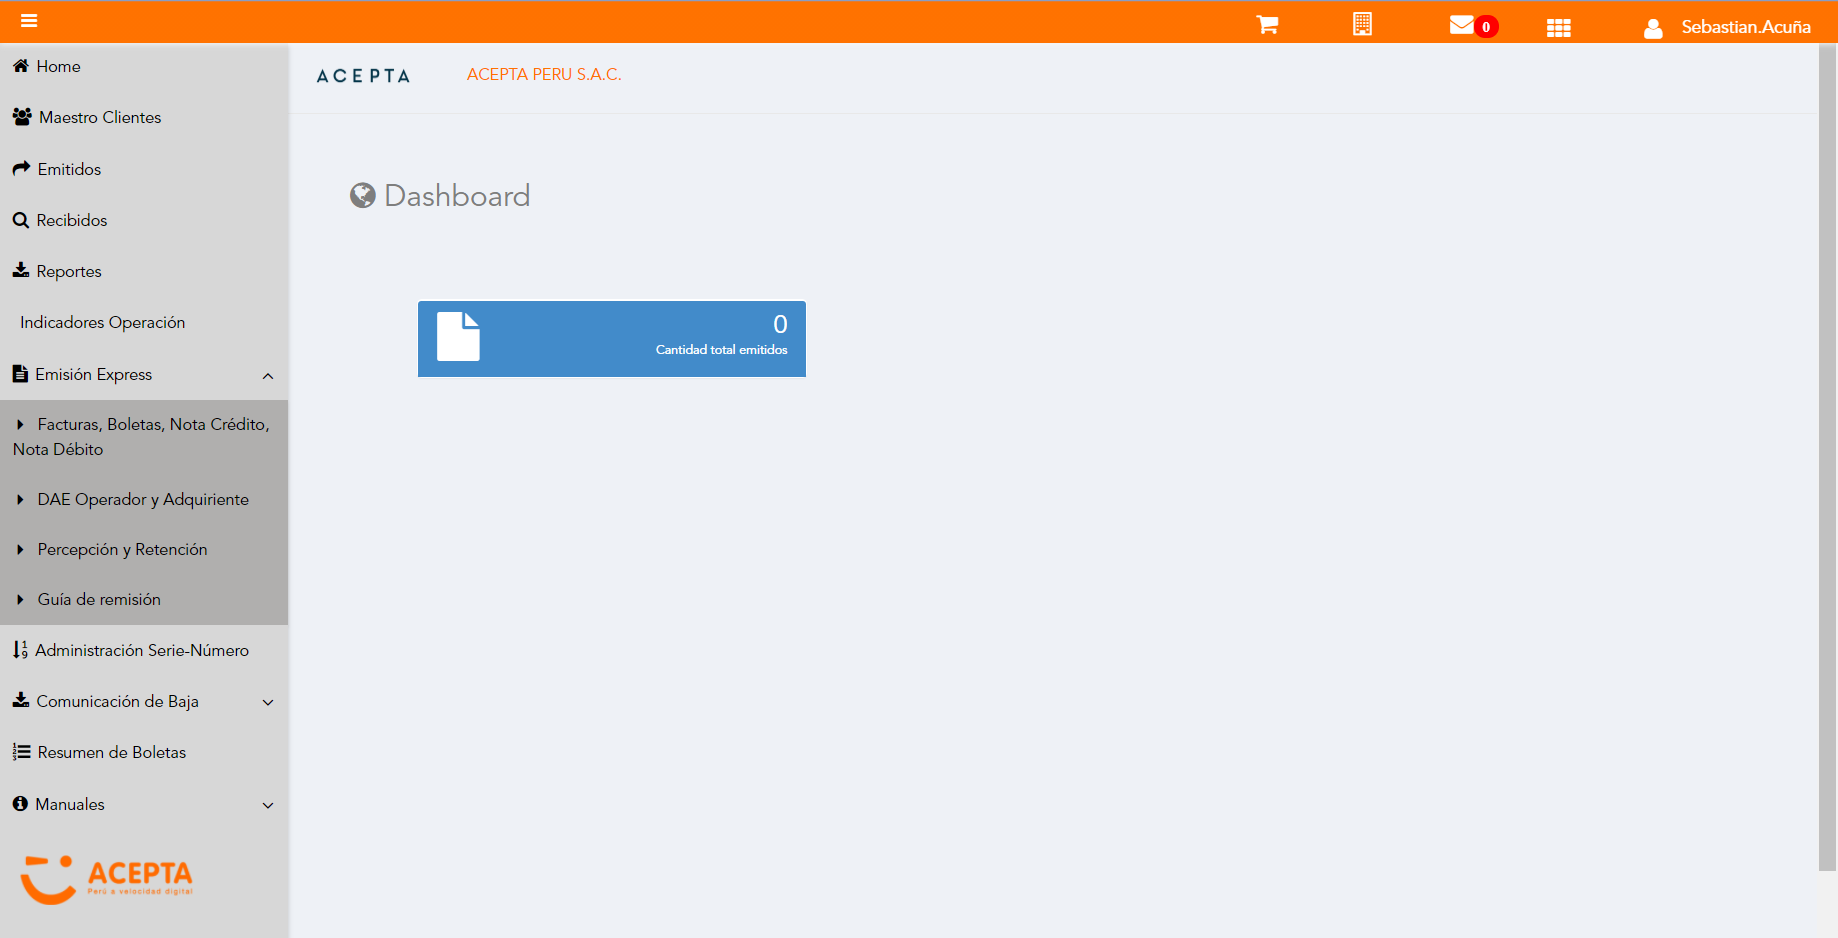 0
Sebastian.Acuña
Home
Maestro Clientes
Emitidos
Recibidos
Reportes
Indicadores Operación
Emisión Express
Facturas, Boletas, Nota Crédito,
Nota Débito
DAE Operador y Adquiriente
Percepción y Retención
Guía de remisión
Administración Serie-Número
Comunicación de Baja
Resumen de Boletas
Manuales
ACEPTA
Perú a velocidad digital
ACEPTA
ACEPTA PERU S.A.C.
Dashboard
0
Cantidad total emitidos